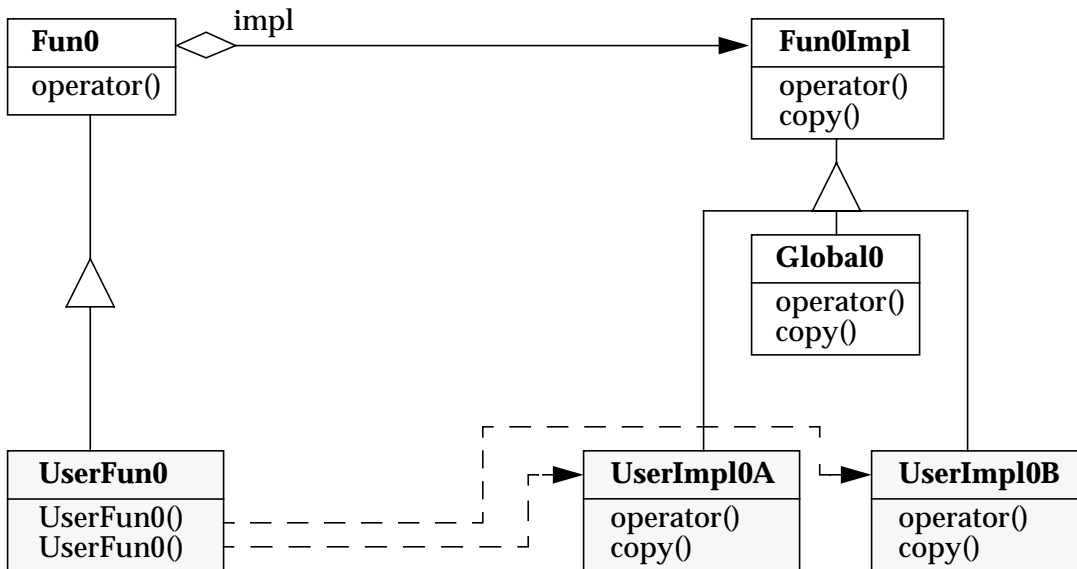 impl
Fun0
operator()
Fun0Impl
operator()
copy()
Global0
operator()
copy()
UserFun0
UserFun0()
UserFun0()
UserImpl0A
operator()
copy()
UserImpl0B
operator()
copy()